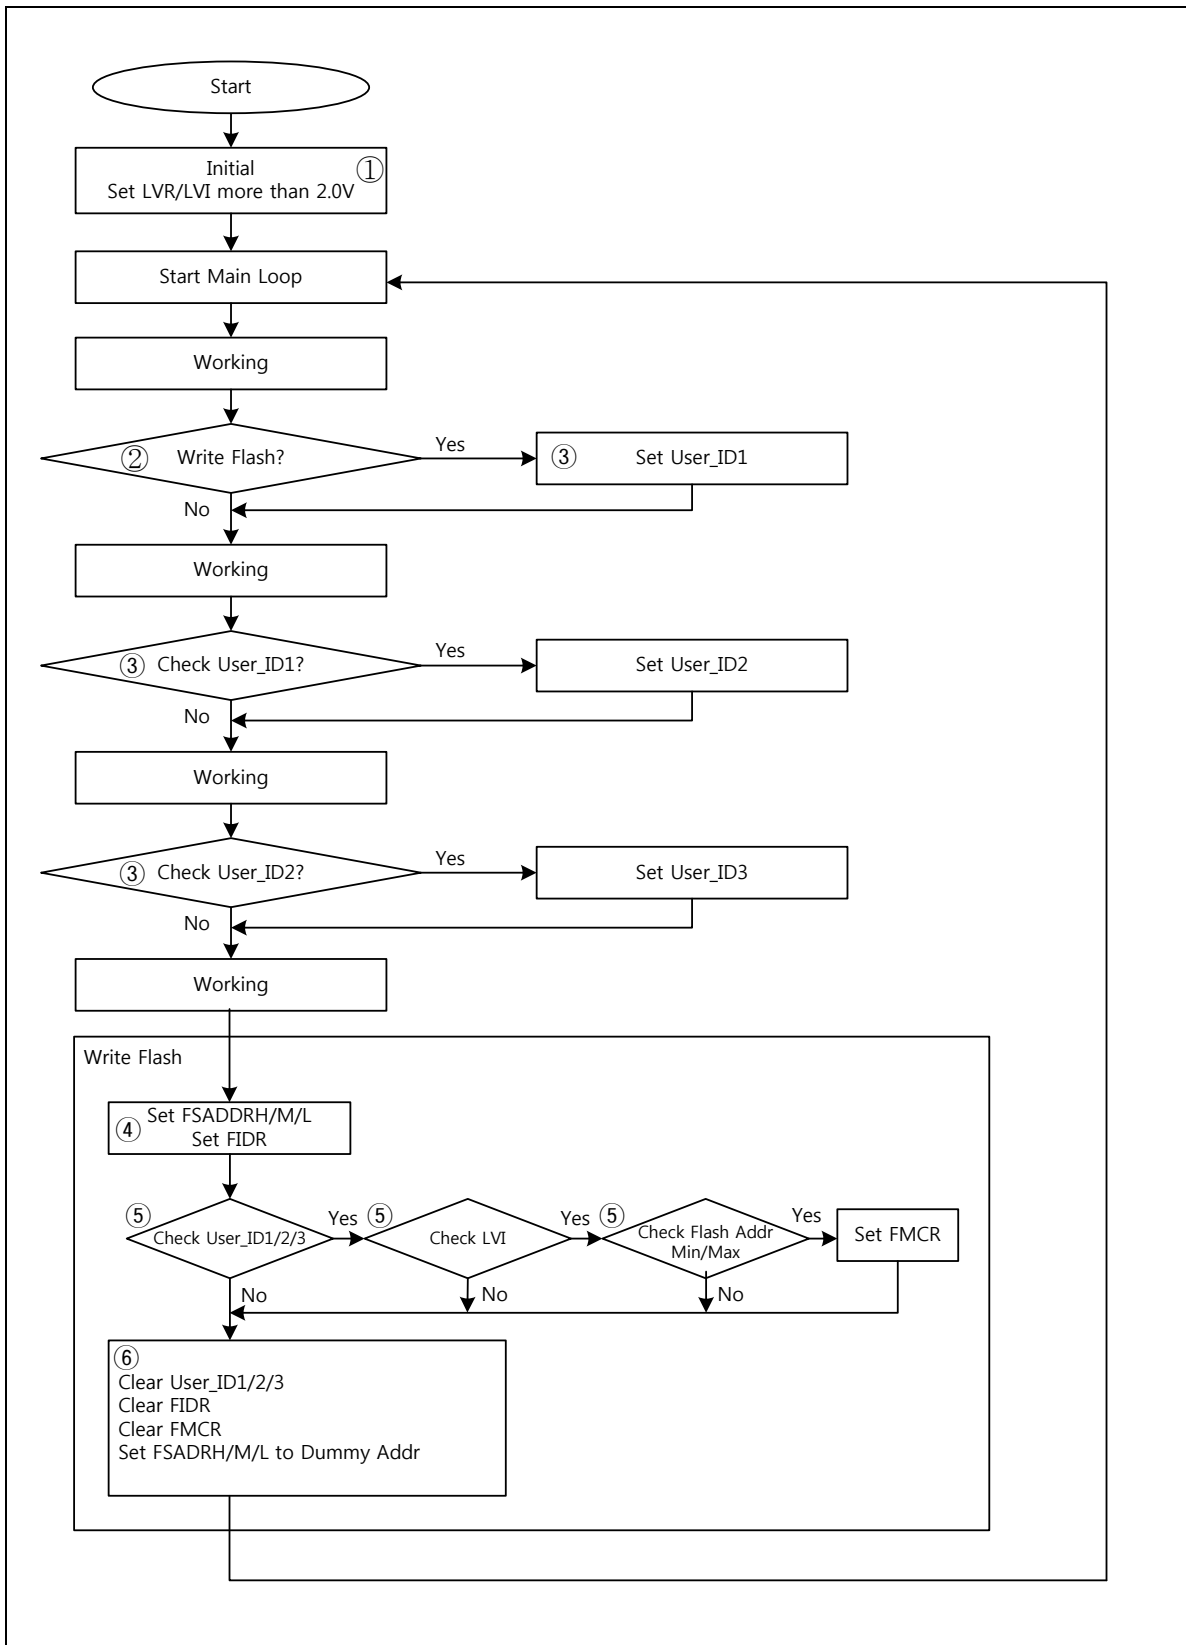 Start
Initial ①
Set LVR/LVI more than 2.0V
Start Main Loop
Working
② Write Flash?
Yes
③ Set User_ID1
No
Working
③ Check User_ID1?
Yes
Set User_ID2
No
Working
③ Check User_ID2?
Yes
Set User_ID3
No
Working
Write Flash
④ Set FSADDRH/M/L
Set FIDR
⑤ Check User_ID1/2/3
Yes
⑤ Check LVI
Yes
⑤ Check Flash Addr
Min/Max
Yes
Set FMCR
No
No
No
⑥
Clear User_ID1/2/3
Clear FIDR
Clear FMCR
Set FSADRH/M/L to Dummy Addr